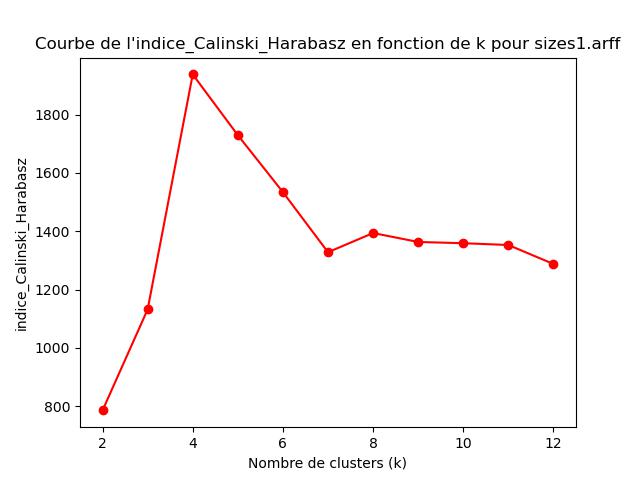 Courbe de l'indice_Calinski_Harabasz en fonction de k pour sizes1.arff
indice_Calinski_Harabasz
1800
1600
1400
1200
1000
800
2 4 6 8 10 12
Nombre de clusters (k)